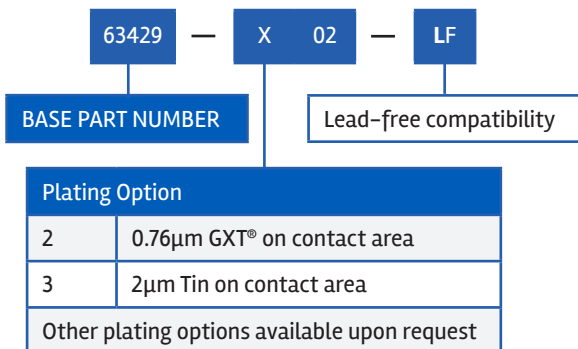 63429 — X 02 — LF
BASE PART NUMBER
Lead-free compatibility
Plating Option
2 0.76µm GXT® on contact area
3 2µm Tin on contact area
Other plating options available upon request